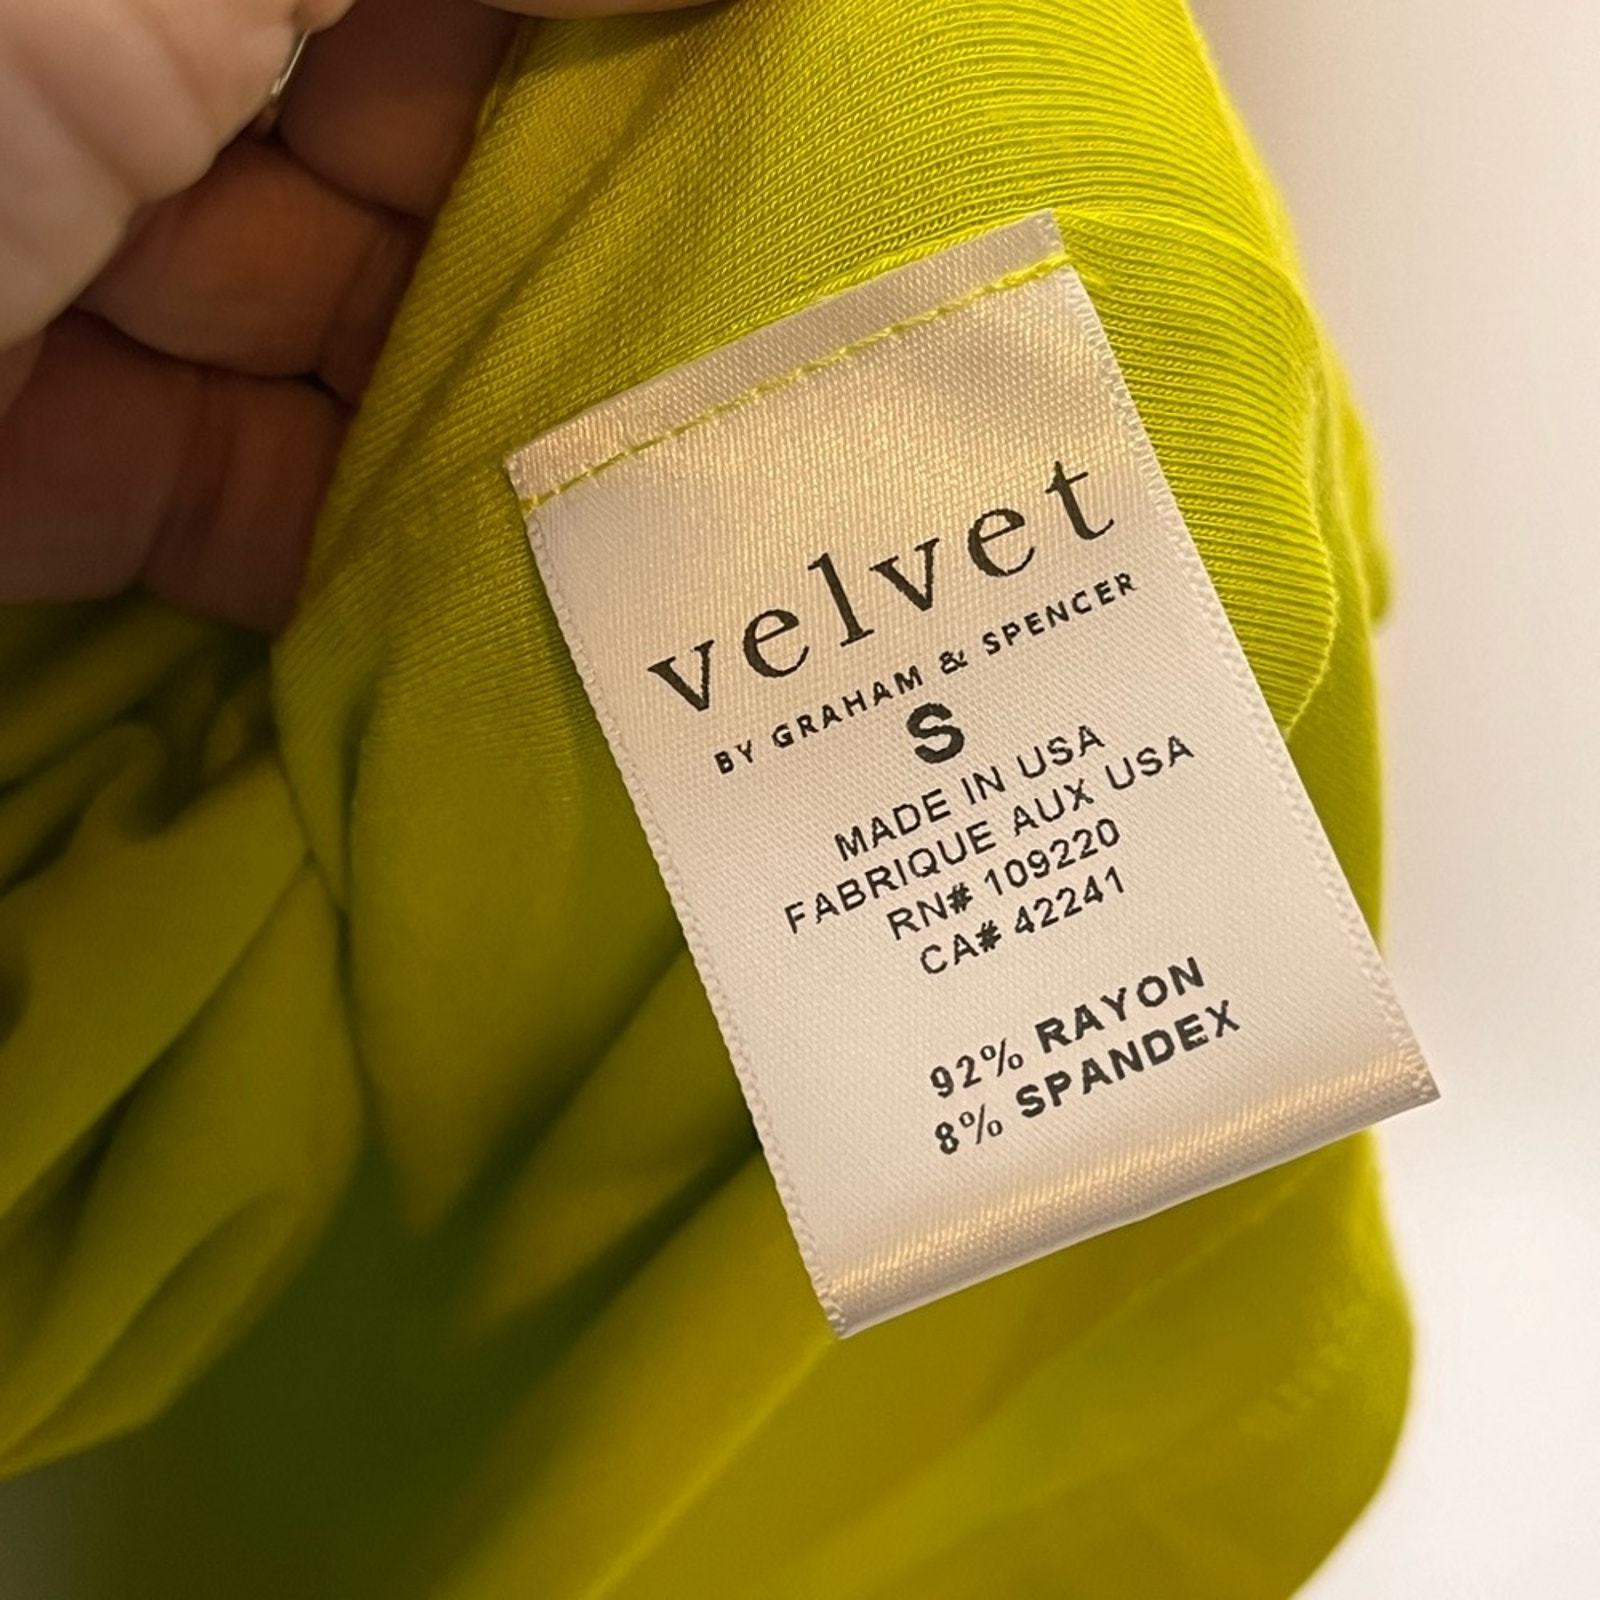 velvet
BY GRAHAM & SPENCER
S
MADE IN USA
FABRIQUE AUX USA
RN# 109220
CA# 42241
92% RAYON
8% SPANDEX